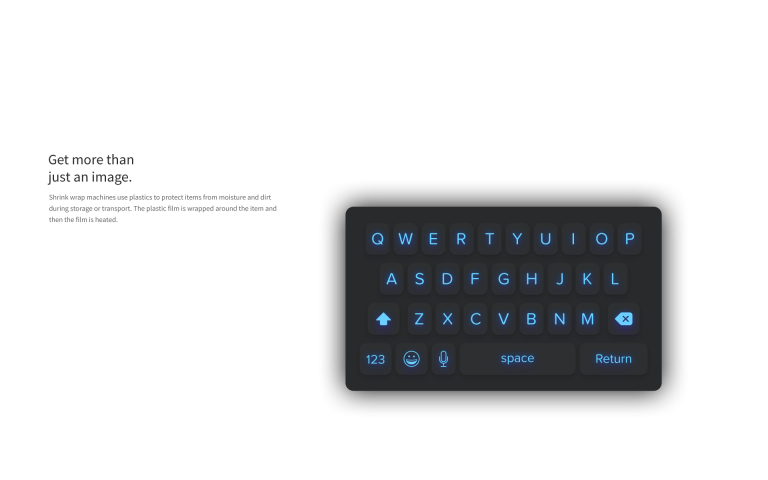 Get more than
just an image.
Shrink wrap machines use plastics to protect items from moisture and dirt
during storage or transport. The plastic film is wrapped around the item and
then the film is heated.
Q W E R T Y U I O P
A S D F G H J K L
Z X C V B N M
123 space Return